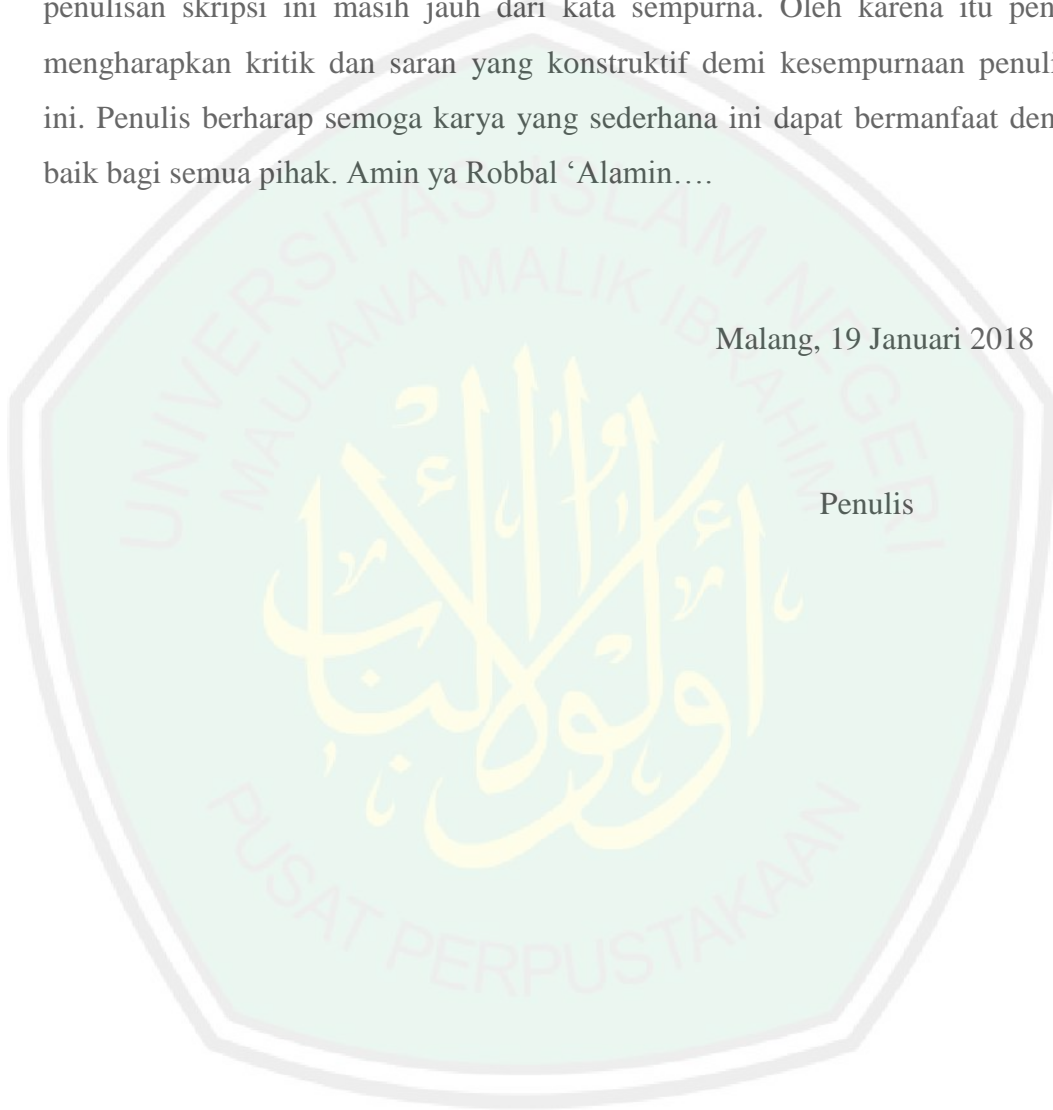 penulisan skripsi ini masih jauh dari kata sempurna. Oleh karena itu pen
mengharapkan kritik dan saran yang konstruktif demi kesempurnaan penuli
ini. Penulis berharap semoga karya yang sederhana ini dapat bermanfaat den
baik bagi semua pihak. Amin ya Robbal ‘Alamin….
UNIVERSITAS ISLAM NEGERI
MAULANA MALIK IBRAHIM
Malang, 19 Januari 2018
Penulis
أولوا الألباب
PUSAT PERPUSTAKAAN